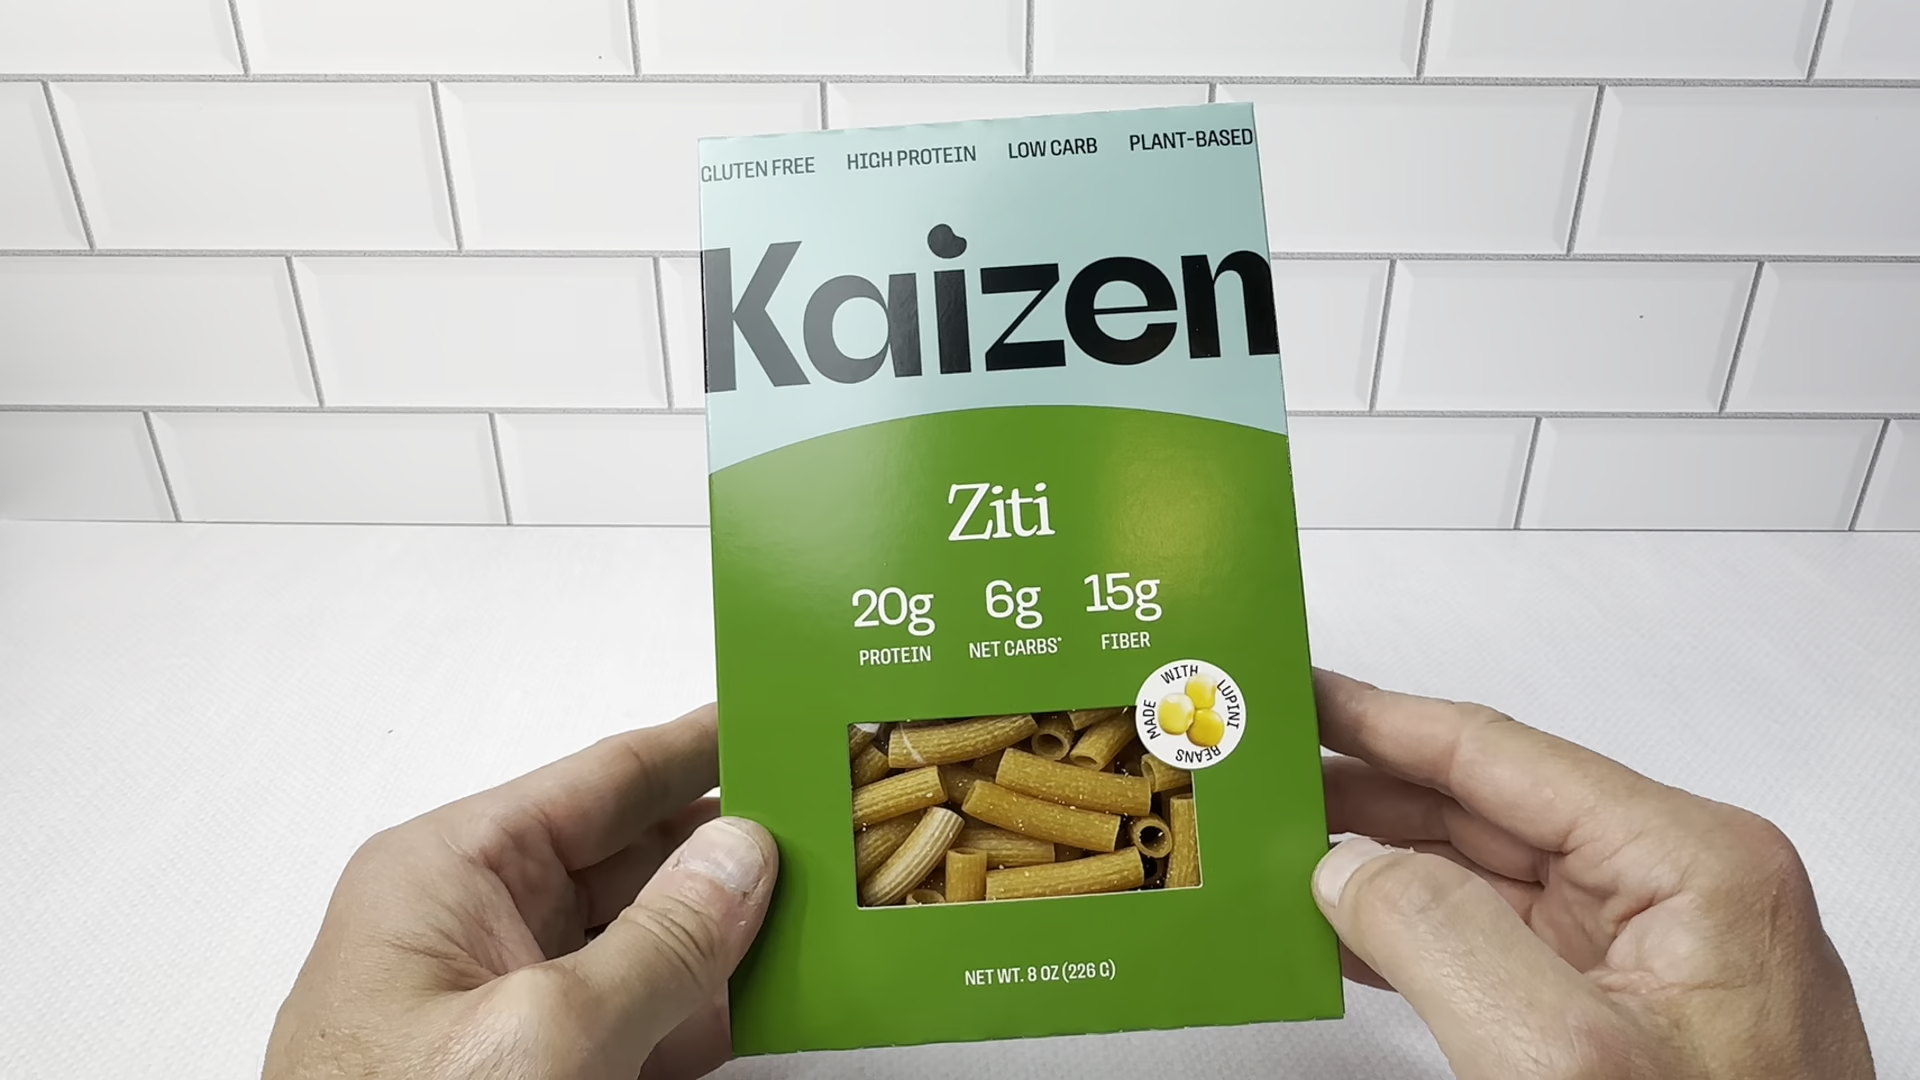 GLUTEN FREE HIGH PROTEIN LOW CARB PLANT-BASED
Kaizen
Ziti
20g 6g 15g
PROTEIN NET CARBS* FIBER
MADE WITH LUPINI BEANS
NET WT. 8 OZ (226 G)